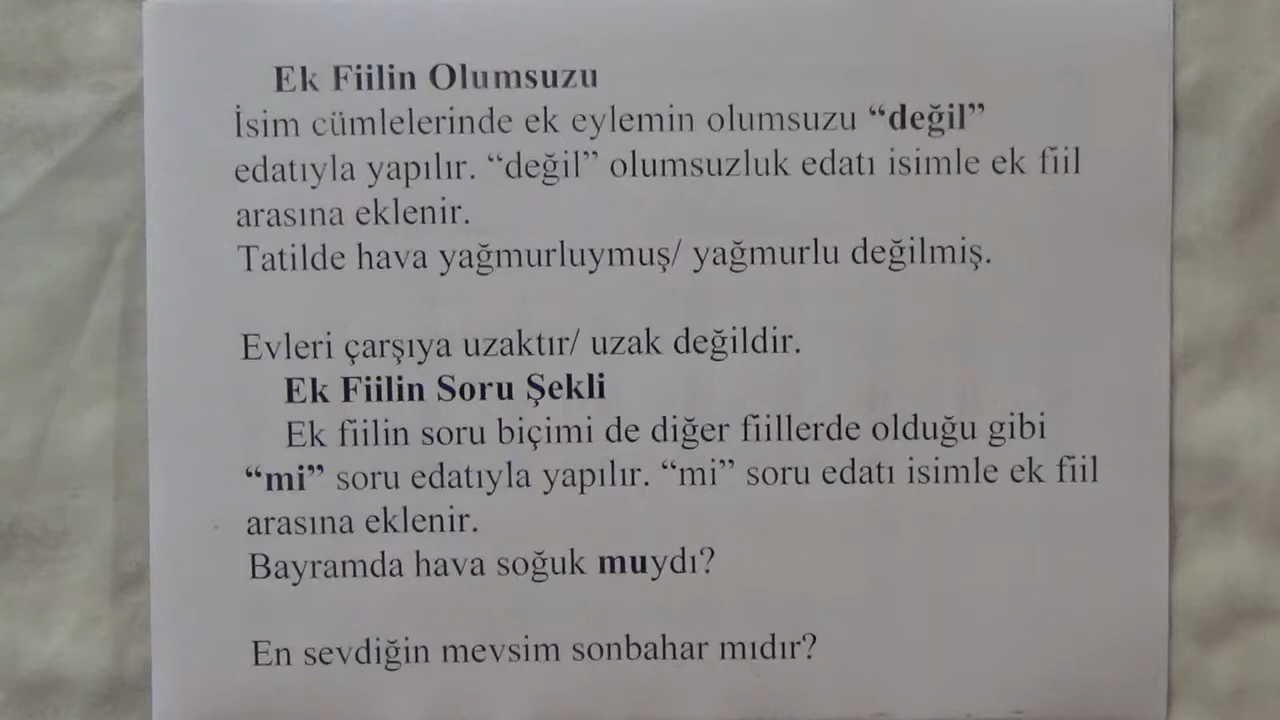 Ek Fiilin Olumsuzu
İsim cümlelerinde ek eylemin olumsuzu “değil”
edatıyla yapılır. “değil” olumsuzluk edatı isimle ek fiil
arasına eklenir.
Tatilde hava yağmurluymuş/ yağmurlu değilmiş.
Evleri çarşıya uzaktır/ uzak değildir.
Ek Fiilin Soru Şekli
Ek fiilin soru biçimi de diğer fiillerde olduğu gibi
“mi” soru edatıyla yapılır. “mi” soru edatı isimle ek fiil
arasına eklenir.
Bayramda hava soğuk muydı?
En sevdiğin mevsim sonbahar mıdır?